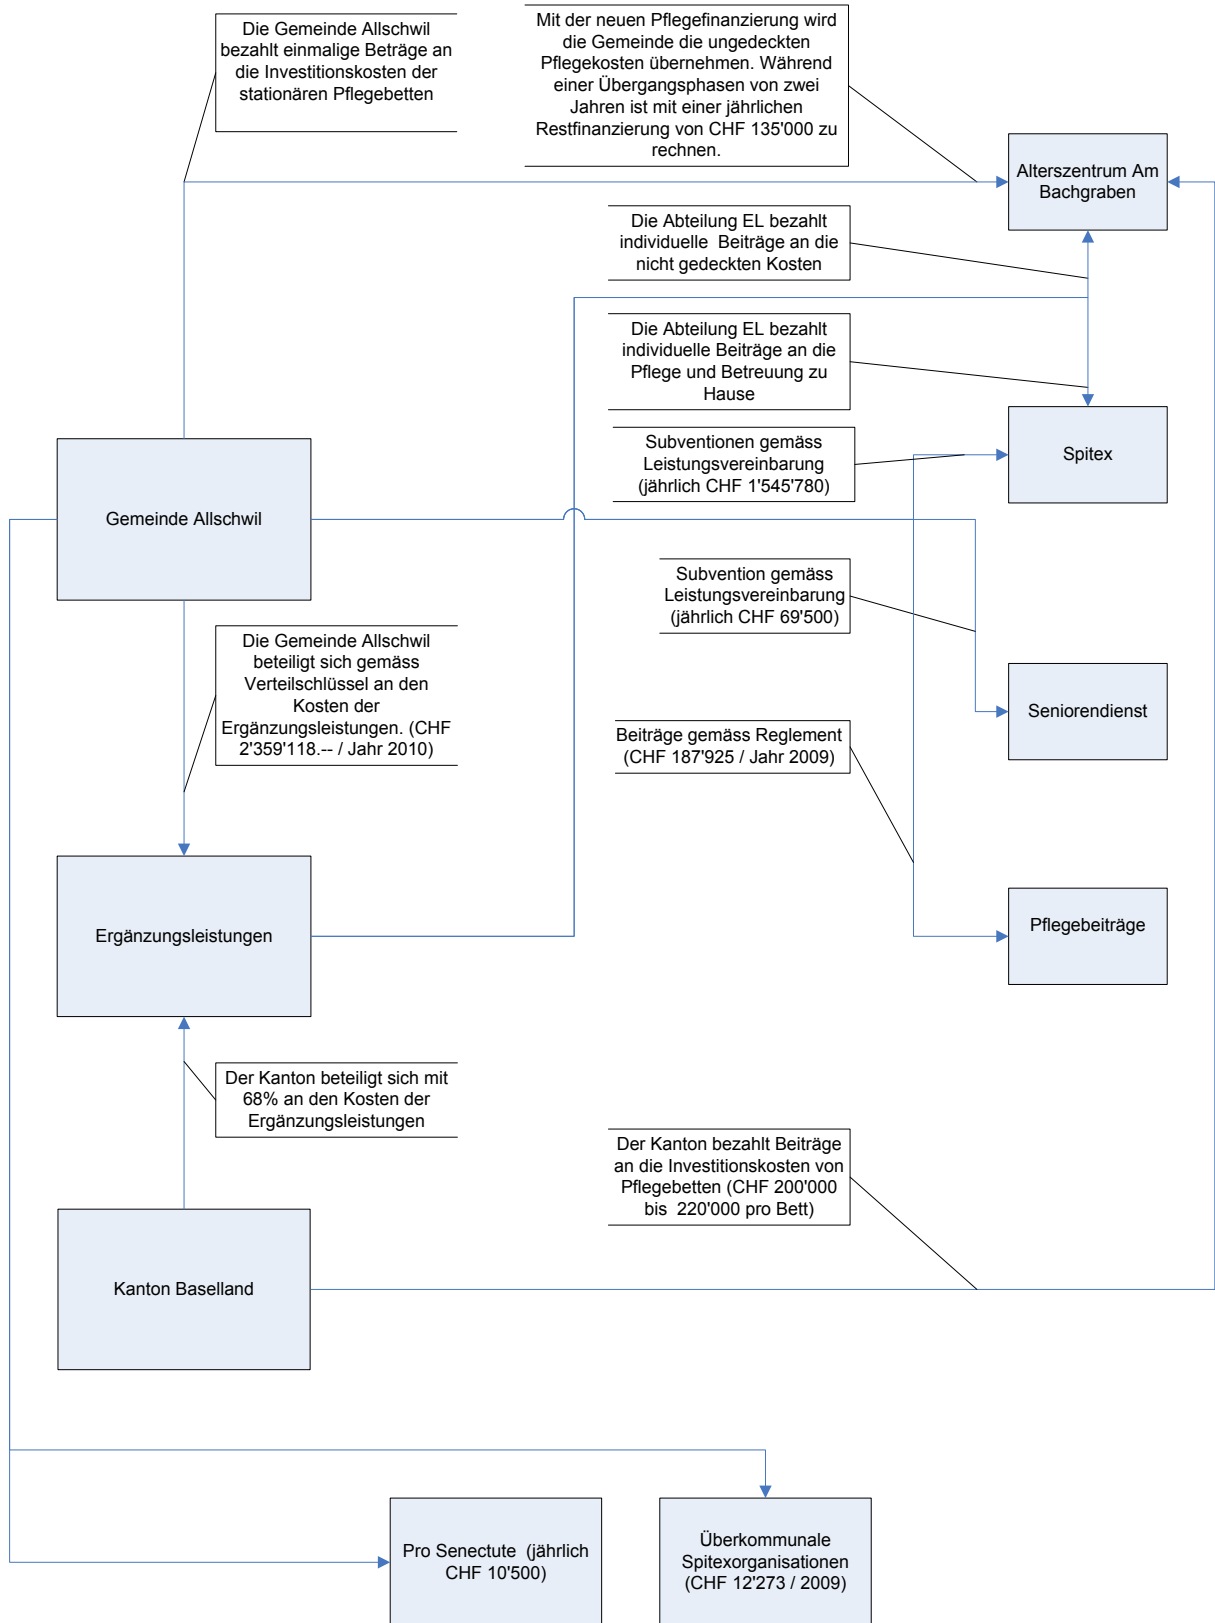 Die Gemeinde Allschwil
bezahlt einmalige Beträge an
die Investitionskosten der
stationären Pflegebetten
Mit der neuen Pflegefinanzierung wird
die Gemeinde die ungedeckten
Pflegekosten übernehmen. Während
einer Übergangsphasen von zwei
Jahren ist mit einer jährlichen
Restfinanzierung von CHF 135'000 zu
rechnen.
Alterszentrum Am
Bachgraben
Die Abteilung EL bezahlt
individuelle Beiträge an die
nicht gedeckten Kosten
Die Abteilung EL bezahlt
individuelle Beiträge an die
Pflege und Betreuung zu
Hause
Subventionen gemäss
Leistungsvereinbarung
(jährlich CHF 1'545'780)
Spitex
Gemeinde Allschwil
Subvention gemäss
Leistungsvereinbarung
(jährlich CHF 69'500)
Die Gemeinde Allschwil
beteiligt sich gemäss
Verteilschlüssel an den
Kosten der
Ergänzungsleistungen. (CHF
2'359'118.-- / Jahr 2010)
Seniorendienst
Beiträge gemäss Reglement
(CHF 187'925 / Jahr 2009)
Ergänzungsleistungen
Pflegebeiträge
Der Kanton beteiligt sich mit
68% an den Kosten der
Ergänzungsleistungen
Der Kanton bezahlt Beiträge
an die Investitionskosten von
Pflegebetten (CHF 200'000
bis 220'000 pro Bett)
Kanton Baselland
Pro Senectute (jährlich
CHF 10'500)
Überkommunale
Spitexorganisationen
(CHF 12'273 / 2009)